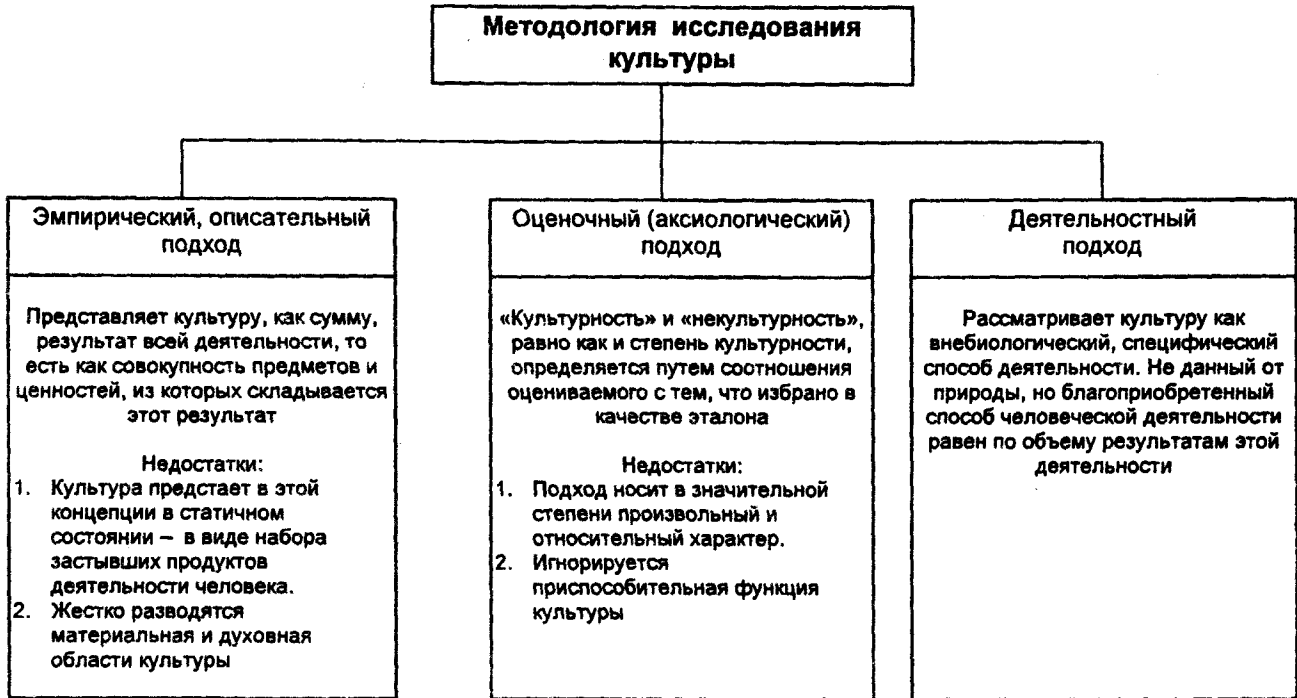 Методология исследования
культуры
Эмпирический, описательный
подход
Представляет культуру, как сумму,
результат всей деятельности, то
есть как совокупность предметов и
ценностей, из которых складывается
этот результат
Недостатки:
1. Культура предстает в этой
концепции в статичном
состоянии – в виде набора
застывших продуктов
деятельности человека.
2. Жестко разводятся
материальная и духовная
области культуры
Оценочный (аксиологический)
подход
«Культурность» и «некультурность»,
равно как и степень культурности,
определяется путем соотношения
оцениваемого с тем, что избрано в
качестве эталона
Недостатки:
1. Подход носит в значительной
степени произвольный и
относительный характер.
2. Игнорируется
приспособительная функция
культуры
Деятельностный
подход
Рассматривает культуру как
внебиологический, специфический
способ деятельности. Не данный от
природы, но благоприобретенный
способ человеческой деятельности
равен по объему результатам этой
деятельности